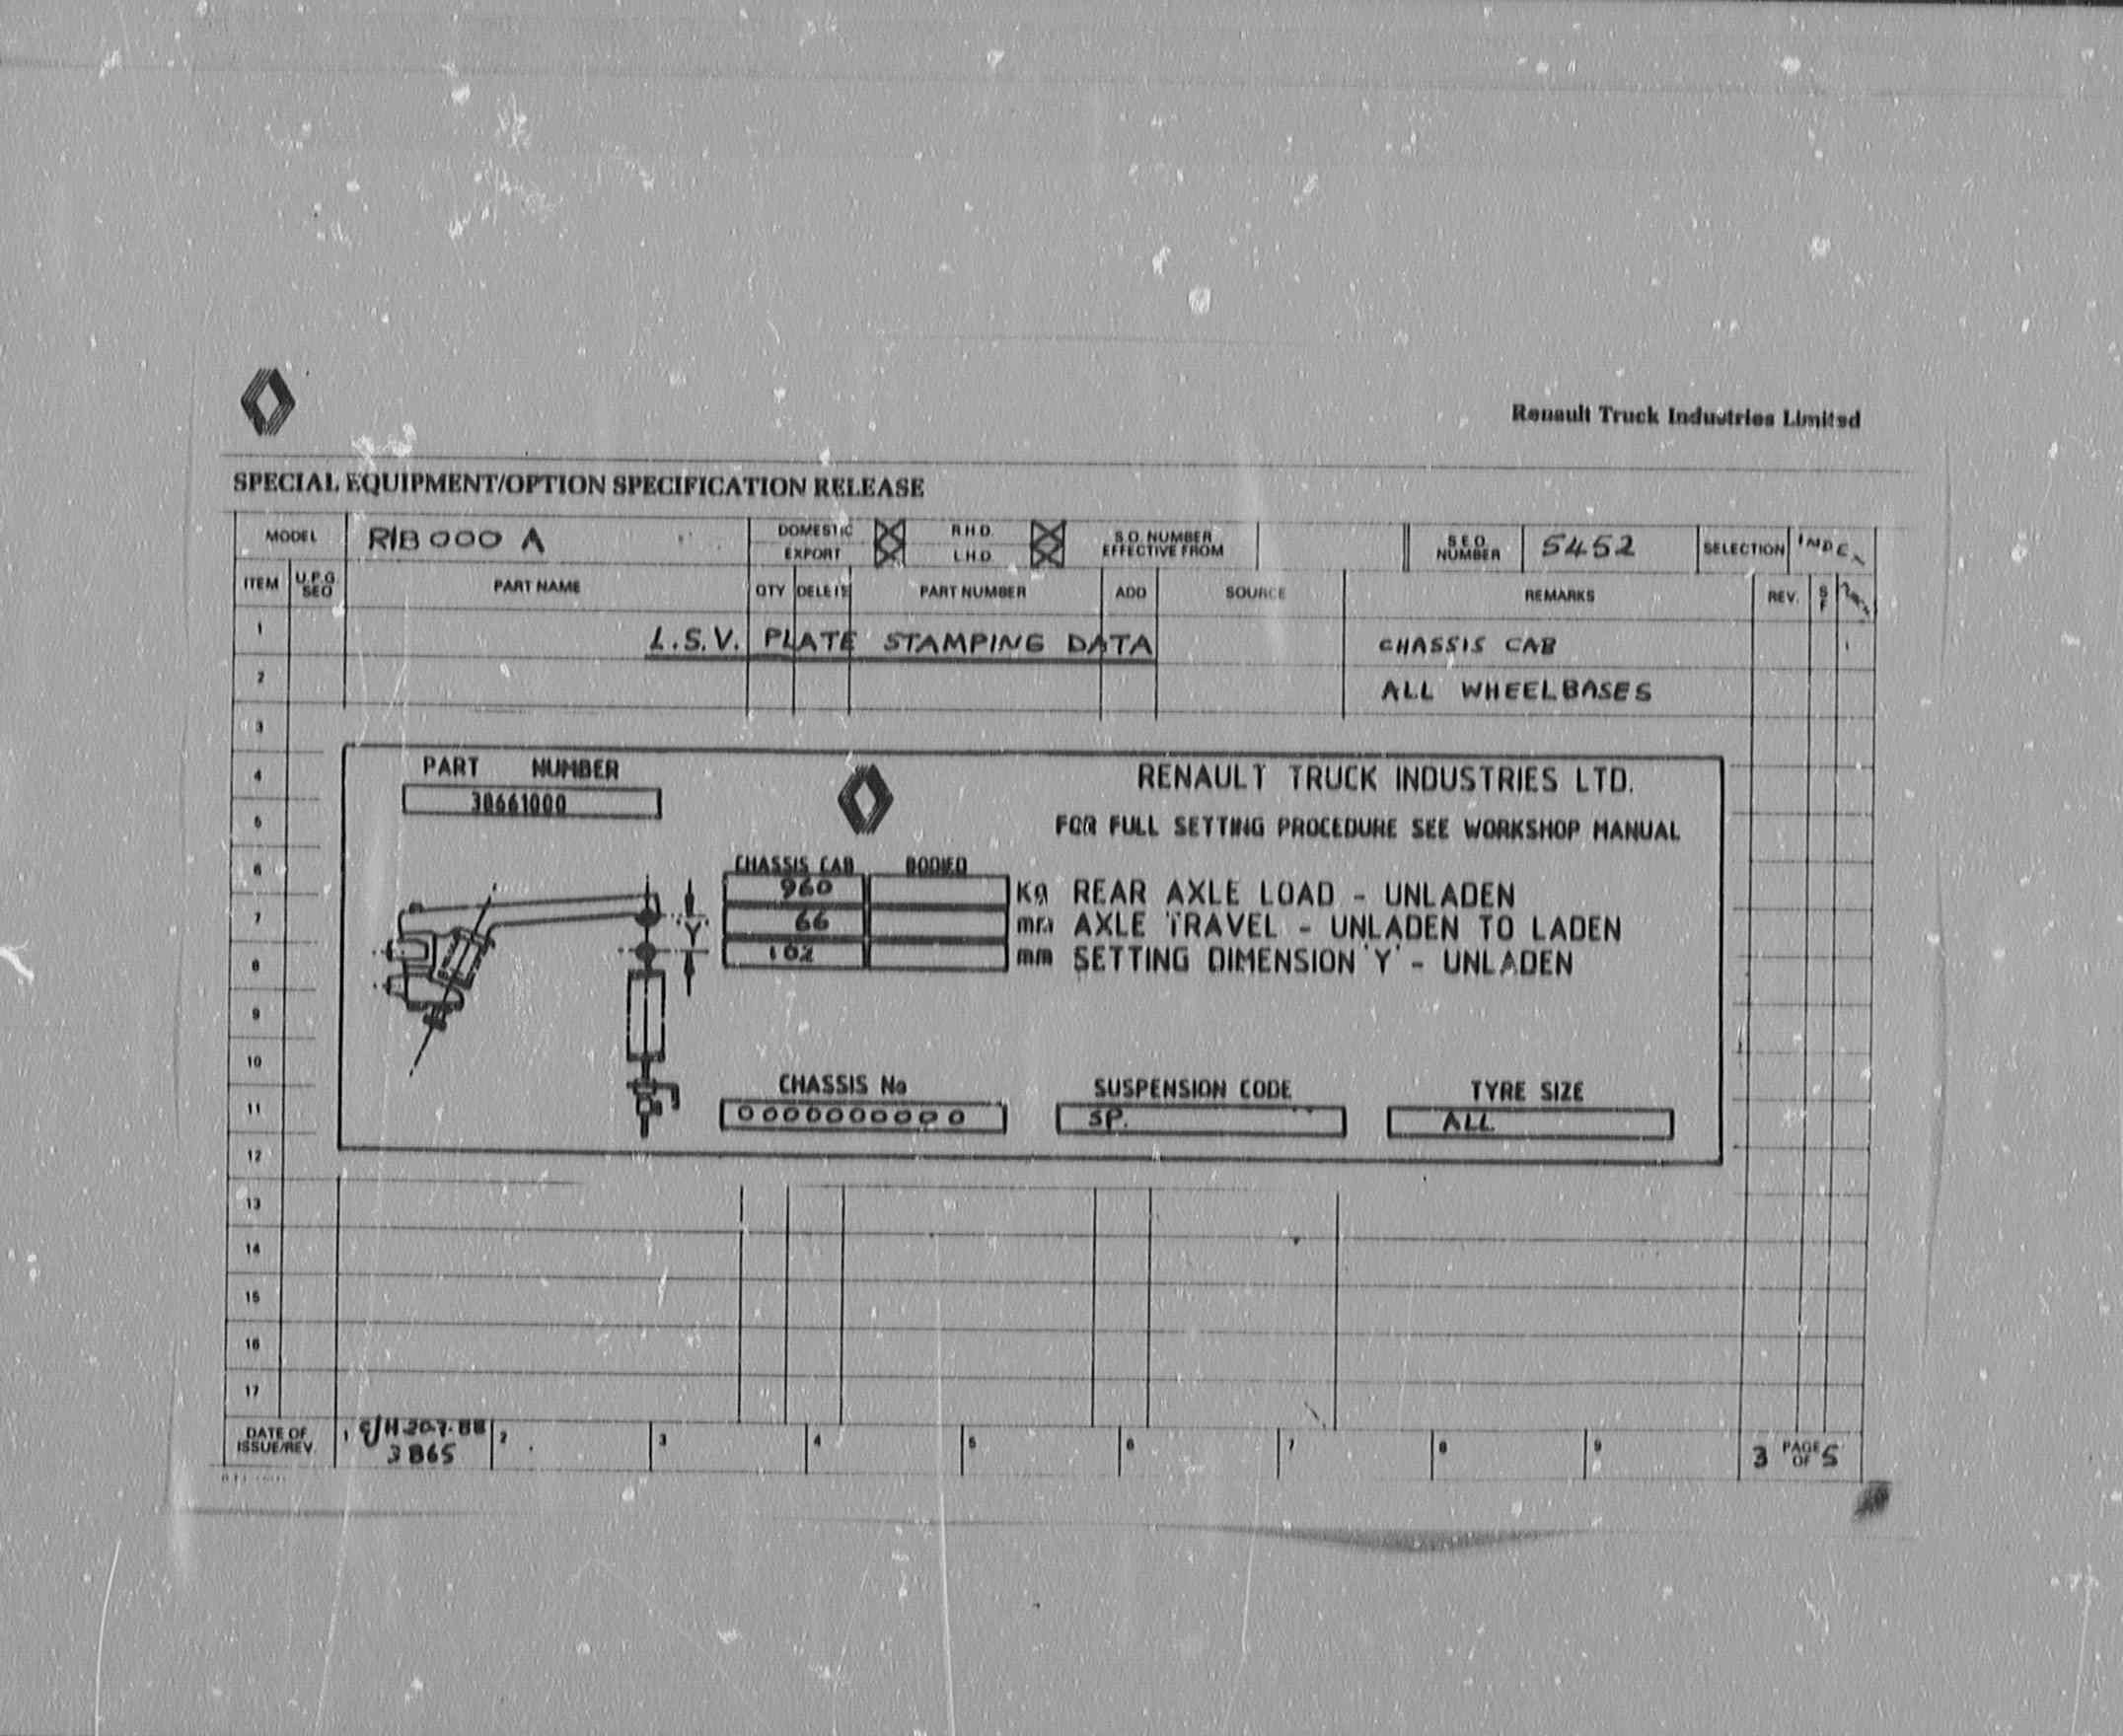 Renault Truck Industries Limited
SPECIAL EQUIPMENT/OPTION SPECIFICATION RELEASE
MODEL R1B000 A DOMESTIC R.H.D. S.O. NUMBER S.E.O. 5452 SELECTION
EXPORT L.H.D. EFFECTIVE FROM NUMBER
ITEM U.P.G. SEQ PART NAME QTY DELETE PART NUMBER ADD SOURCE REMARKS REV. S F
1 L.S.V. PLATE STAMPING DATA CHASSIS CAB
2 ALL WHEELBASES
3
4 PART NUMBER RENAULT TRUCK INDUSTRIES LTD.
5 30661000 FOR FULL SETTING PROCEDURE SEE WORKSHOP MANUAL
6 CHASSIS CAB BODIED
960 Kg REAR AXLE LOAD - UNLADEN
7 66 mm AXLE TRAVEL - UNLADEN TO LADEN
Y
8 102 mm SETTING DIMENSION 'Y' - UNLADEN
9
10
CHASSIS No SUSPENSION CODE TYRE SIZE
11 0000000000 SP. ALL
12
13
14
15
16
17
DATE OF ISSUE/REV. 1 20.7.88 2 3 4 5 6 7 8 9 3 PAGE OF 5
3865